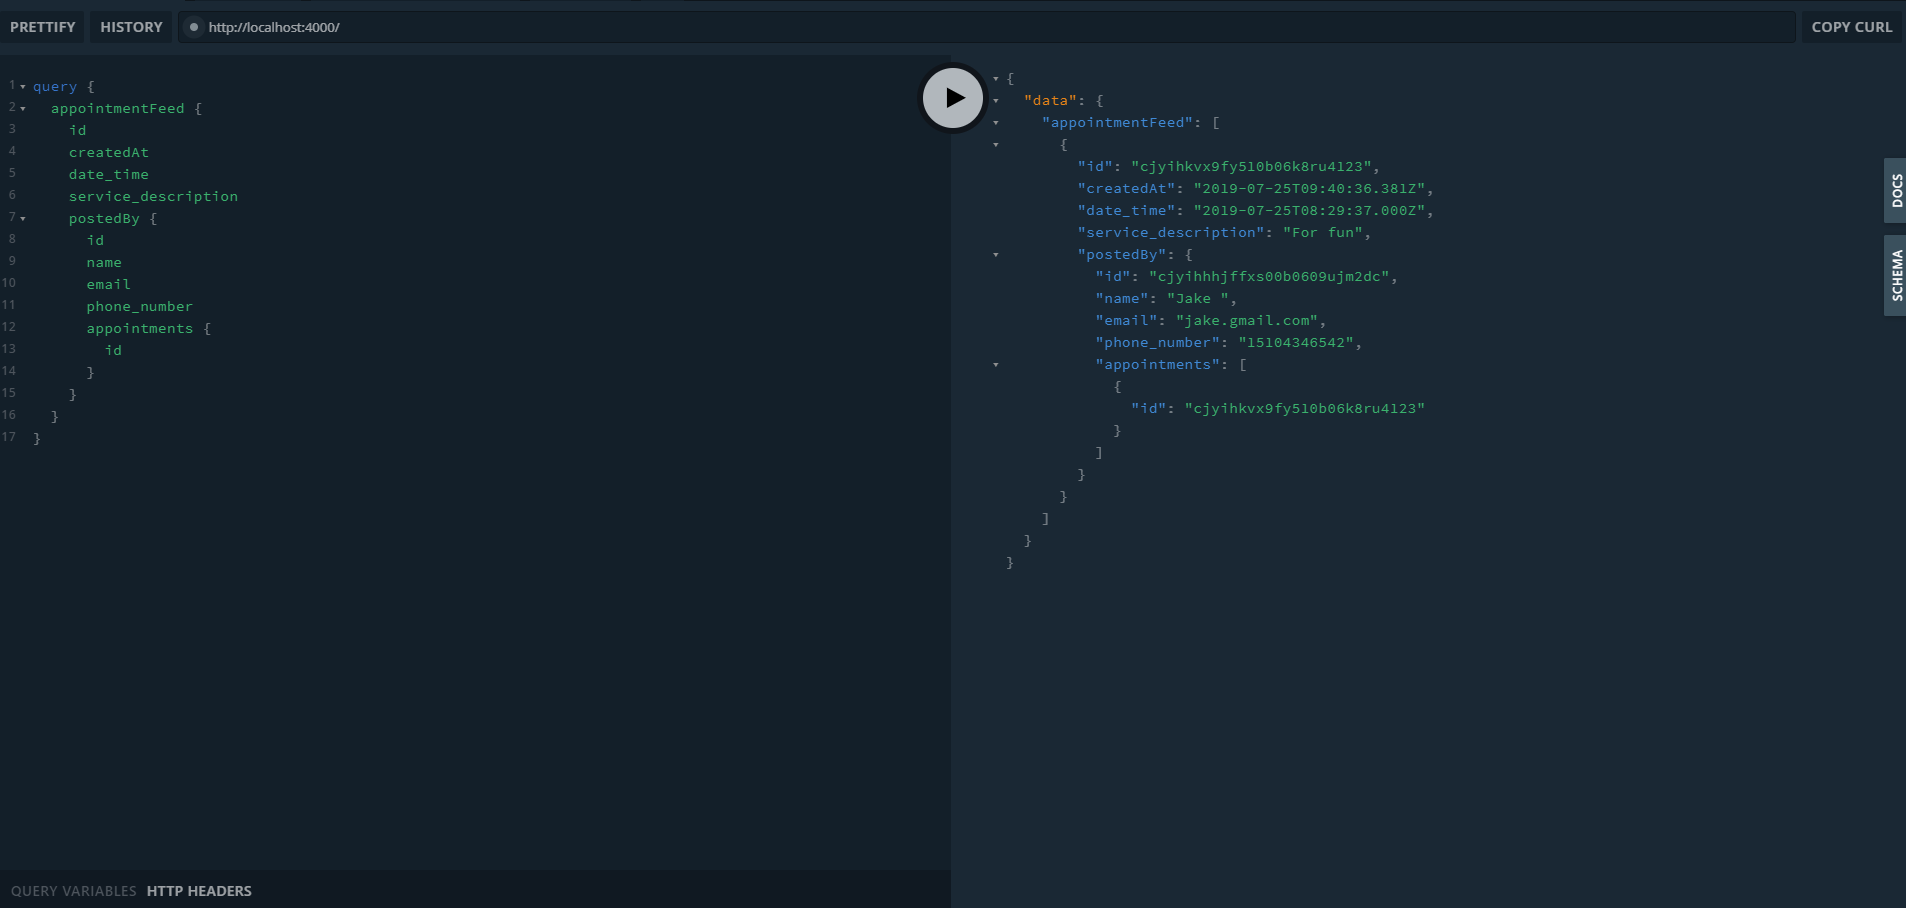 PRETTIFY HISTORY http://localhost:4000/ COPY CURL
1 query {
2 appointmentFeed {
3 id
4 createdAt
5 date_time
6 service_description
7 postedBy {
8 id
9 name
10 email
11 phone_number
12 appointments {
13 id
14 }
15 }
16 }
17 }
QUERY VARIABLES HTTP HEADERS
{
"data": {
"appointmentFeed": [
{
"id": "cjyihkvx9fy510b06k8ru4123",
"createdAt": "2019-07-25T09:40:36.381Z",
"date_time": "2019-07-25T08:29:37.000Z",
"service_description": "For fun",
"postedBy": {
"id": "cjyihhhjffxs00b0609ujm2dc",
"name": "Jake ",
"email": "jake.gmail.com",
"phone_number": "15104346542",
"appointments": [
{
"id": "cjyihkvx9fy510b06k8ru4123"
}
]
}
}
]
}
}
DOCS
SCHEMA